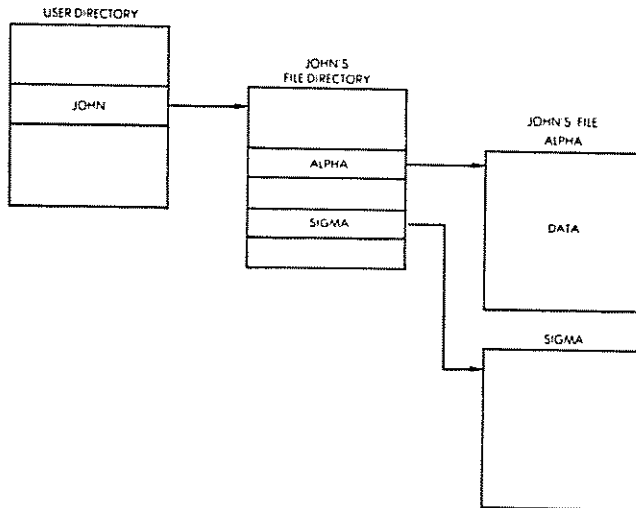 USER DIRECTORY
JOHN
JOHN'S
FILE DIRECTORY
ALPHA
SIGMA
JOHN'S FILE
ALPHA
DATA
SIGMA